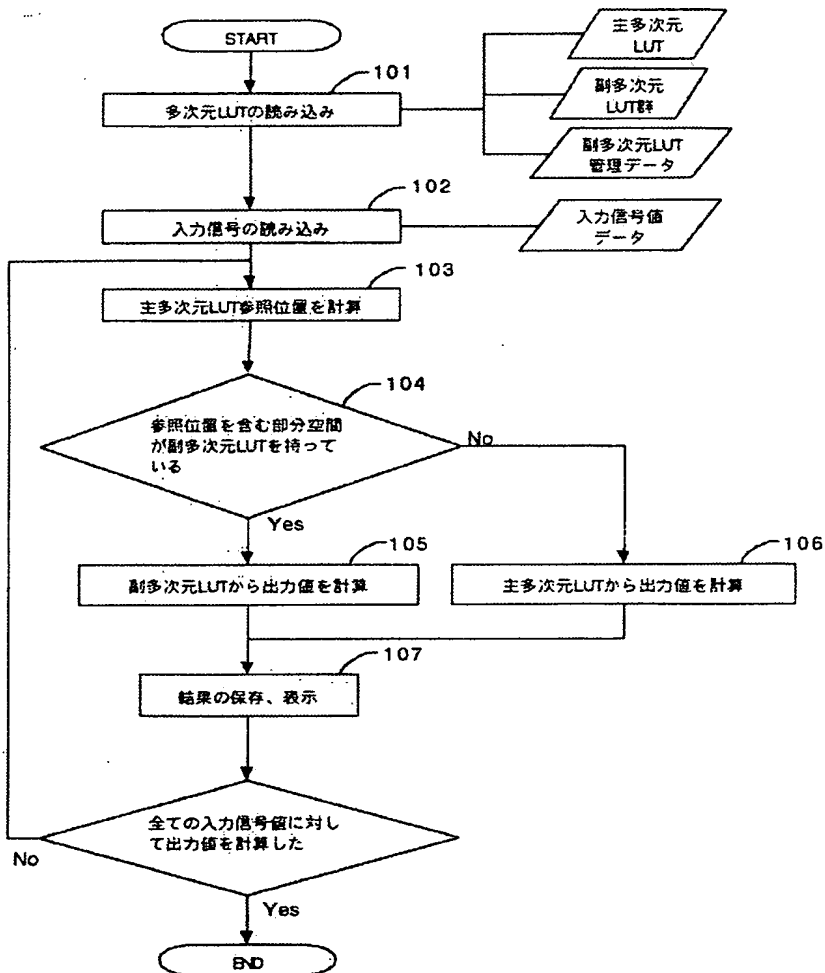 START
主多次元
LUT
101
多次元LUTの読み込み
副多次元
LUT群
副多次元LUT
管理データ
102
入力信号の読み込み
入力信号値
データ
103
主多次元LUT参照位置を計算
104
参照位置を含む部分空間
が副多次元LUTを持って
いる
No
Yes
105
副多次元LUTから出力値を計算
106
主多次元LUTから出力値を計算
107
結果の保存、表示
全ての入力信号値に対し
て出力値を計算した
No
Yes
END